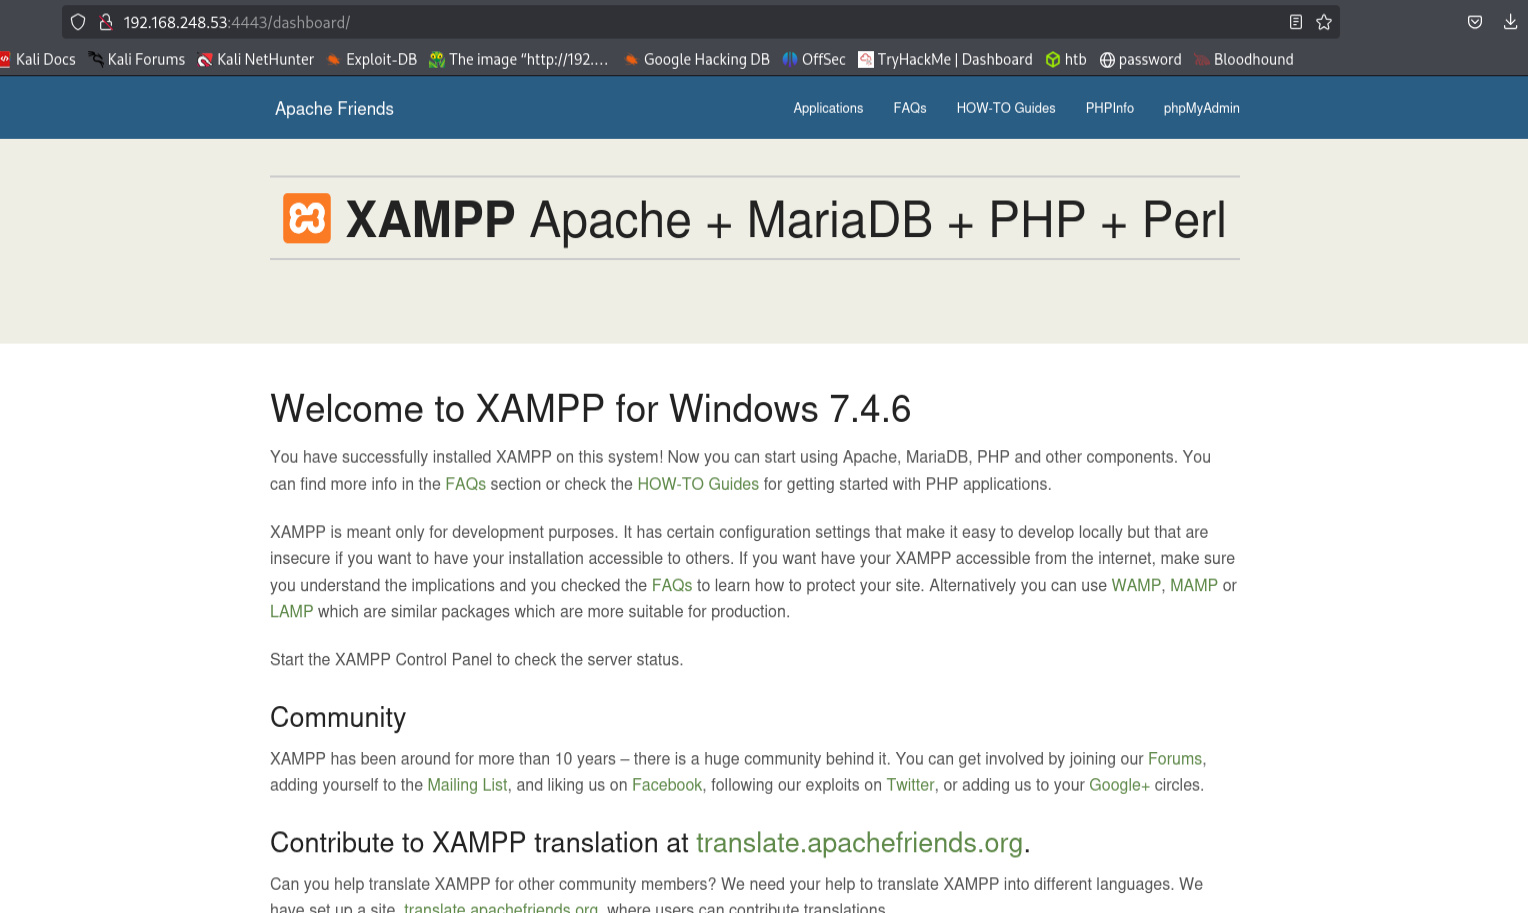 192.168.248.53:4443/dashboard/
Kali Docs Kali Forums Kali NetHunter Exploit-DB The image “http://192.… Google Hacking DB OffSec TryHackMe | Dashboard htb password Bloodhound
Apache Friends Applications FAQs HOW-TO Guides PHPInfo phpMyAdmin
XAMPP Apache + MariaDB + PHP + Perl
Welcome to XAMPP for Windows 7.4.6
You have successfully installed XAMPP on this system! Now you can start using Apache, MariaDB, PHP and other components. You
can find more info in the FAQs section or check the HOW-TO Guides for getting started with PHP applications.
XAMPP is meant only for development purposes. It has certain configuration settings that make it easy to develop locally but that are
insecure if you want to have your installation accessible to others. If you want have your XAMPP accessible from the internet, make sure
you understand the implications and you checked the FAQs to learn how to protect your site. Alternatively you can use WAMP, MAMP or
LAMP which are similar packages which are more suitable for production.
Start the XAMPP Control Panel to check the server status.
Community
XAMPP has been around for more than 10 years – there is a huge community behind it. You can get involved by joining our Forums,
adding yourself to the Mailing List, and liking us on Facebook, following our exploits on Twitter, or adding us to your Google+ circles.
Contribute to XAMPP translation at translate.apachefriends.org.
Can you help translate XAMPP for other community members? We need your help to translate XAMPP into different languages. We
have set up a site, translate.apachefriends.org, where users can contribute translations.